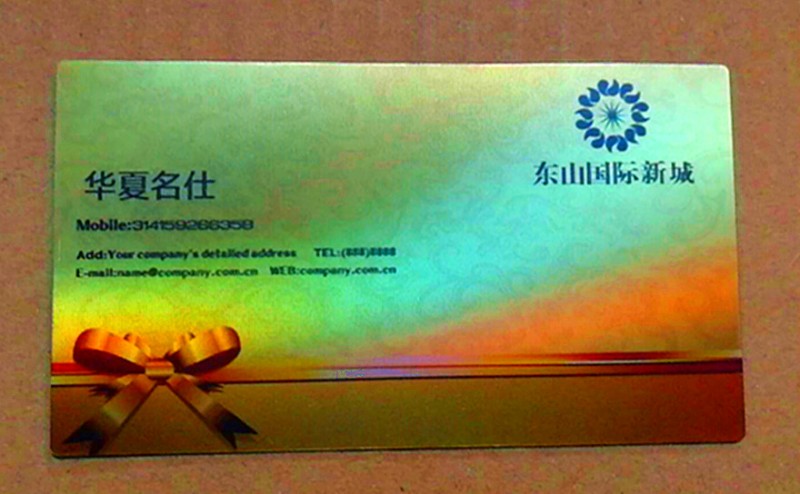 东山国际新城
华夏名仕
Mobile:314159266358
Add:Your company's detailed address TEL:(888)8888
E-mail:name@company.com.cn WEB:company.com.cn